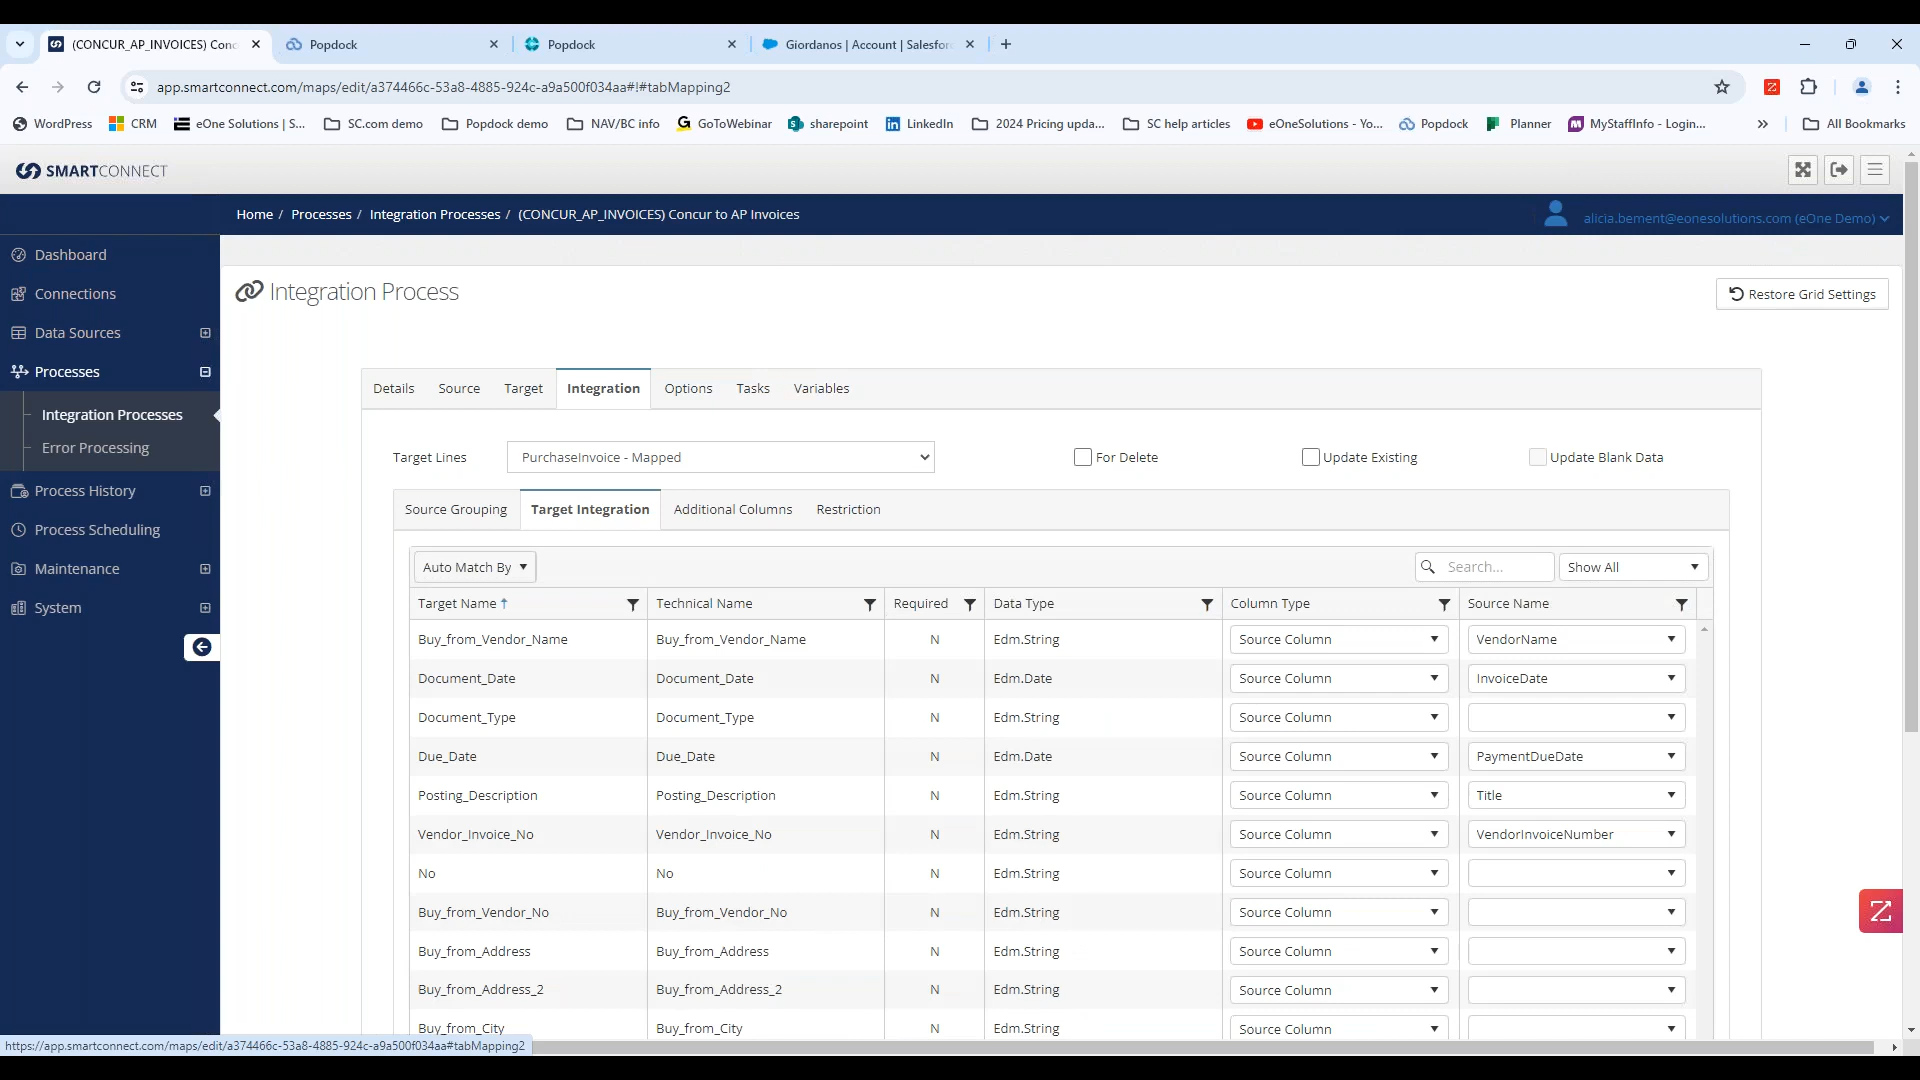 (CONCUR_AP_INVOICES) Conc
Popdock
Popdock
Giordanos | Account | Salesfor
app.smartconnect.com/maps/edit/a374466c-53a8-4885-924c-a9a500f034aa#!#tabMapping2
WordPress
CRM
eOne Solutions | S...
SC.com demo
Popdock demo
NAV/BC info
GoToWebinar
sharepoint
LinkedIn
2024 Pricing upda...
SC help articles
eOneSolutions - Yo...
Popdock
Planner
MyStaffInfo - Login...
All Bookmarks
SMARTCONNECT
Home / Processes / Integration Processes / (CONCUR_AP_INVOICES) Concur to AP Invoices
alicia.bement@eonesolutions.com (eOne Demo)
Dashboard
Connections
Data Sources
Processes
Integration Processes
Error Processing
Process History
Process Scheduling
Maintenance
System
Integration Process
Restore Grid Settings
Details Source Target Integration Options Tasks Variables
Target Lines PurchaseInvoice - Mapped For Delete Update Existing Update Blank Data
Source Grouping Target Integration Additional Columns Restriction
Auto Match By Search... Show All
Target Name Technical Name Required Data Type Column Type Source Name
Buy_from_Vendor_Name Buy_from_Vendor_Name N Edm.String Source Column VendorName
Document_Date Document_Date N Edm.Date Source Column InvoiceDate
Document_Type Document_Type N Edm.String Source Column
Due_Date Due_Date N Edm.Date Source Column PaymentDueDate
Posting_Description Posting_Description N Edm.String Source Column Title
Vendor_Invoice_No Vendor_Invoice_No N Edm.String Source Column VendorInvoiceNumber
No No N Edm.String Source Column
Buy_from_Vendor_No Buy_from_Vendor_No N Edm.String Source Column
Buy_from_Address Buy_from_Address N Edm.String Source Column
Buy_from_Address_2 Buy_from_Address_2 N Edm.String Source Column
Buy_from_City Buy_from_City N Edm.String Source Column
https://app.smartconnect.com/maps/edit/a374466c-53a8-4885-924c-a9a500f034aa#tabMapping2